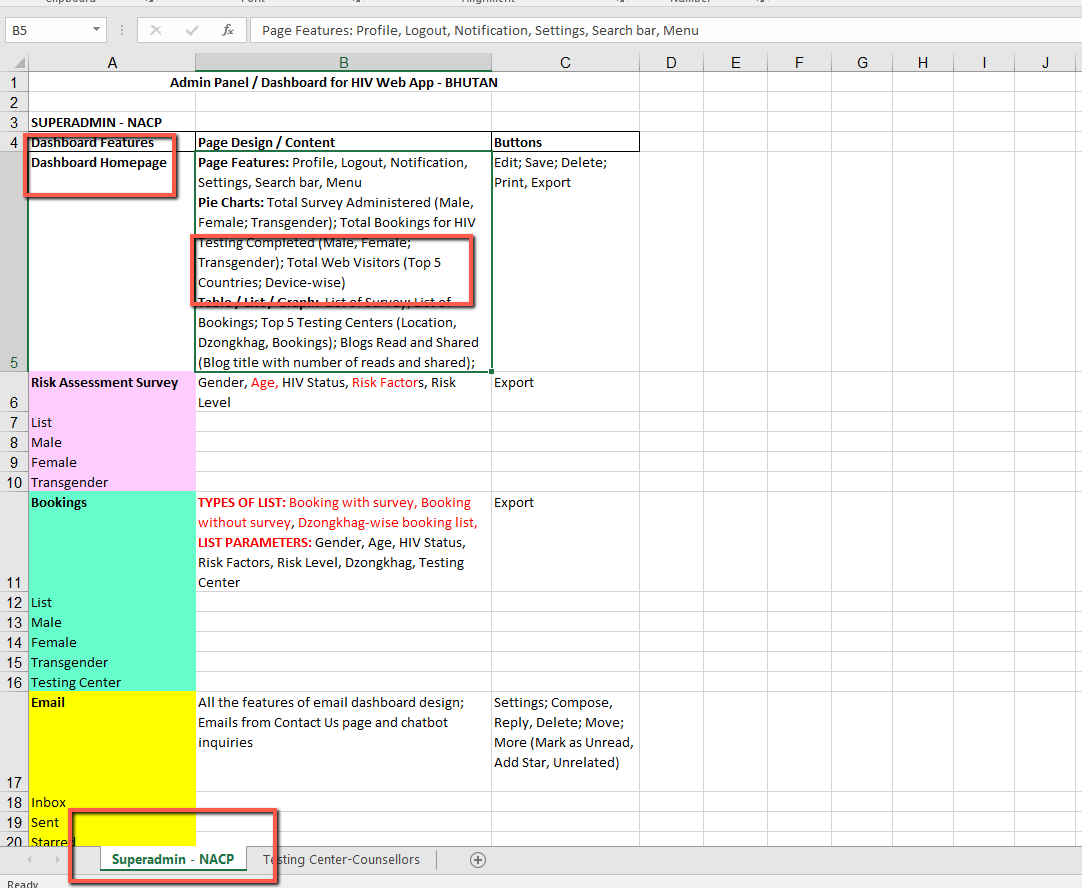 Clipboard Font Alignment Number
B5 fx Page Features: Profile, Logout, Notification, Settings, Search bar, Menu
A B C D E F G H I J
1 Admin Panel / Dashboard for HIV Web App - BHUTAN
2
3 SUPERADMIN - NACP
4 Dashboard Features Page Design / Content Buttons
Dashboard Homepage Page Features: Profile, Logout, Notification, Edit; Save; Delete;
Settings, Search bar, Menu Print, Export
Pie Charts: Total Survey Administered (Male,
Female; Transgender); Total Bookings for HIV
Testing Completed (Male, Female;
Transgender); Total Web Visitors (Top 5
Countries; Device-wise)
Table / List / Graph: List of Survey; List of
Bookings; Top 5 Testing Centers (Location,
Dzongkhag, Bookings); Blogs Read and Shared
5 (Blog title with number of reads and shared);
Risk Assessment Survey Gender, Age, HIV Status, Risk Factors, Risk Export
6 Level
7 List
8 Male
9 Female
10 Transgender
Bookings TYPES OF LIST: Booking with survey, Booking Export
without survey, Dzongkhag-wise booking list,
LIST PARAMETERS: Gender, Age, HIV Status,
Risk Factors, Risk Level, Dzongkhag, Testing
11 Center
12 List
13 Male
14 Female
15 Transgender
16 Testing Center
Email All the features of email dashboard design; Settings; Compose,
Emails from Contact Us page and chatbot Reply, Delete; Move;
inquiries More (Mark as Unread,
Add Star, Unrelated)
17
18 Inbox
19 Sent
20 Starred
Superadmin - NACP Testing Center-Counsellors
Ready